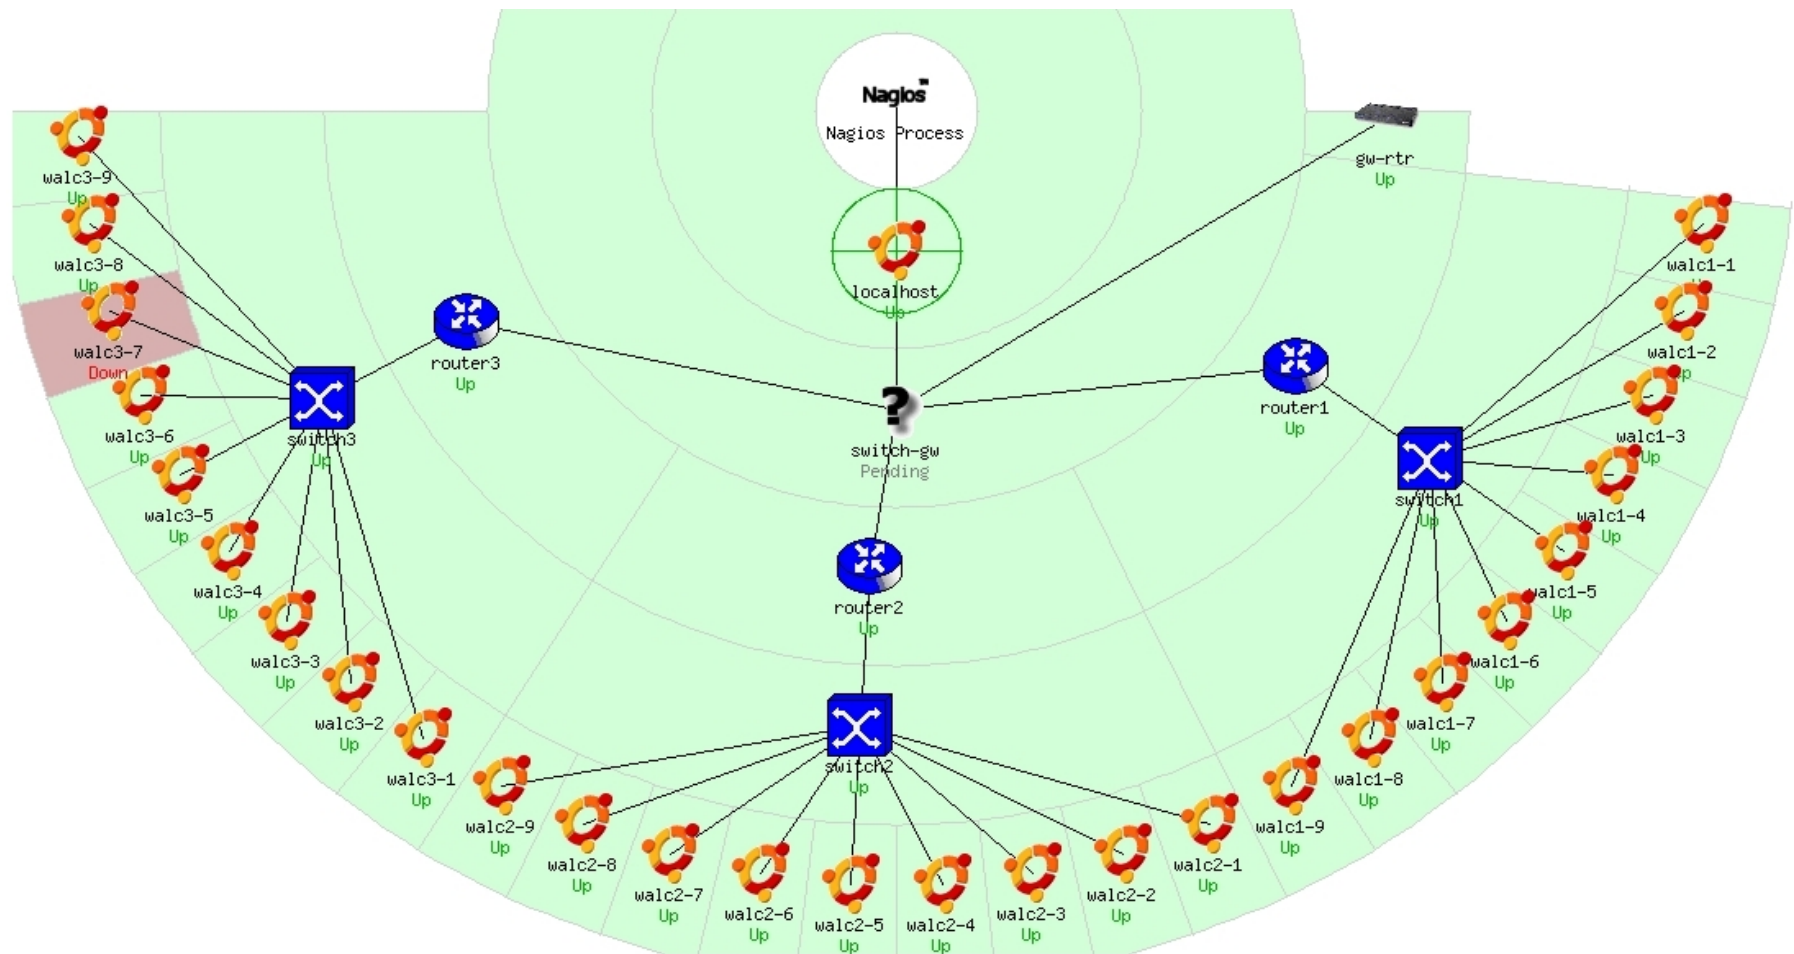 Nagios™
Nagios Process
localhost
Up
gw-rtr
Up
walc3-9
Up
walc3-8
Up
walc3-7
Down
walc3-6
Up
walc3-5
Up
walc3-4
Up
walc3-3
Up
walc3-2
Up
walc3-1
Up
router3
Up
switch3
Up
switch-gw
Pending
router2
Up
switch2
Up
walc2-9
Up
walc2-8
Up
walc2-7
Up
walc2-6
Up
walc2-5
Up
walc2-4
Up
walc2-3
Up
walc2-2
Up
walc2-1
Up
router1
Up
switch1
Up
walc1-1
walc1-2
Up
walc1-3
Up
walc1-4
Up
walc1-5
Up
walc1-6
Up
walc1-7
Up
walc1-8
Up
walc1-9
Up